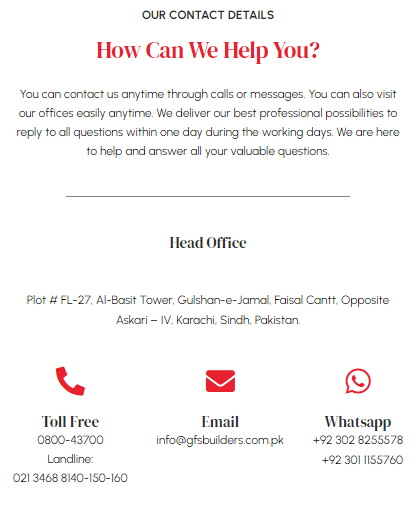 OUR CONTACT DETAILS
How Can We Help You?
You can contact us anytime through calls or messages. You can also visit
our offices easily anytime. We deliver our best professional possibilities to
reply to all questions within one day during the working days. We are here
to help and answer all your valuable questions.
Head Office
Plot # FL-27, Al-Basit Tower, Gulshan-e-Jamal, Faisal Cantt, Opposite
Askari – IV, Karachi, Sindh, Pakistan.
Toll Free
0800-43700
Landline:
021 3468 8140-150-160
Email
info@gfsbuilders.com.pk
Whatsapp
+92 302 8255578
+92 301 1155760